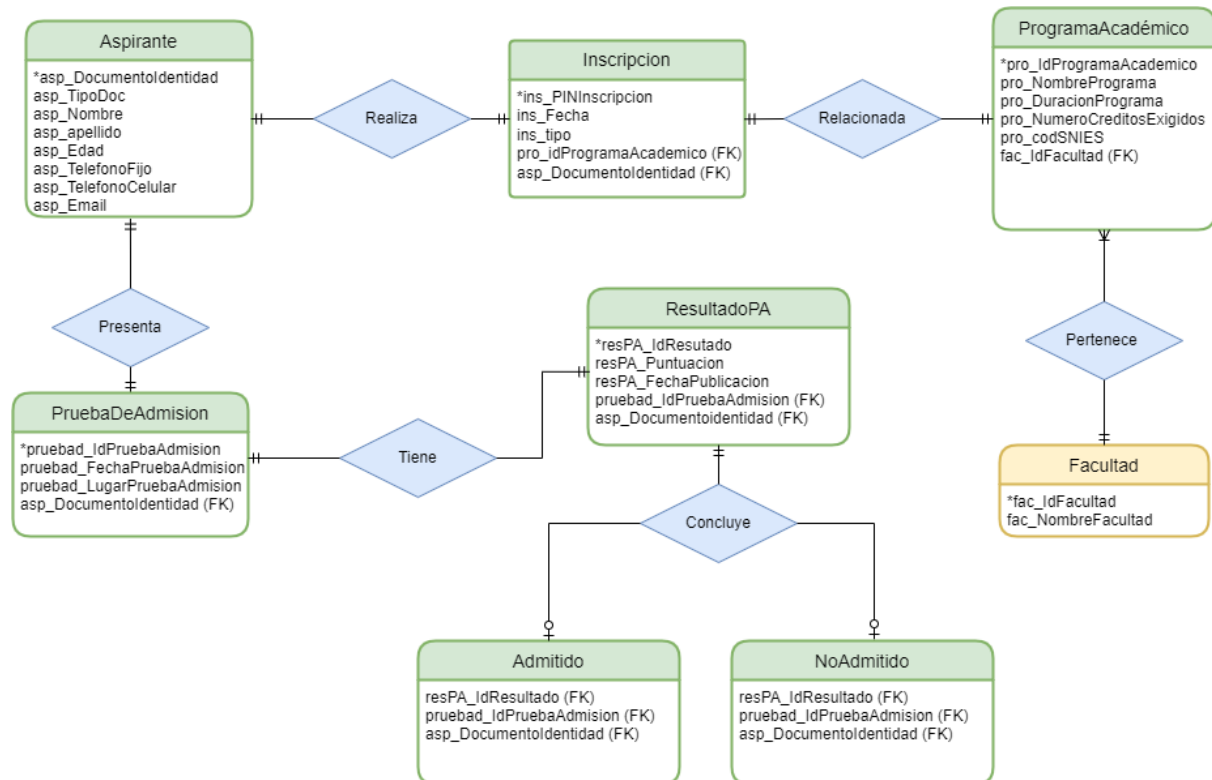 Aspirante
*asp_DocumentoIdentidad
asp_TipoDoc
asp_Nombre
asp_apellido
asp_Edad
asp_TelefonoFijo
asp_TelefonoCelular
asp_Email
Realiza
Inscripcion
*ins_PINInscripcion
ins_Fecha
ins_tipo
pro_idProgramaAcademico (FK)
asp_DocumentoIdentidad (FK)
Relacionada
ProgramaAcadémico
*pro_IdProgramaAcademico
pro_NombrePrograma
pro_DuracionPrograma
pro_NumeroCreditosExigidos
pro_codSNIES
fac_IdFacultad (FK)
Presenta
ResultadoPA
*resPA_IdResutado
resPA_Puntuacion
resPA_FechaPublicacion
pruebad_IdPruebaAdmision (FK)
asp_Documentoidentidad (FK)
Pertenece
PruebaDeAdmision
*pruebad_IdPruebaAdmision
pruebad_FechaPruebaAdmision
pruebad_LugarPruebaAdmision
asp_DocumentoIdentidad (FK)
Tiene
Facultad
*fac_IdFacultad
fac_NombreFacultad
Concluye
Admitido
resPA_IdResultado (FK)
pruebad_IdPruebaAdmision (FK)
asp_DocumentoIdentidad (FK)
NoAdmitido
resPA_IdResultado (FK)
pruebad_IdPruebaAdmision (FK)
asp_DocumentoIdentidad (FK)